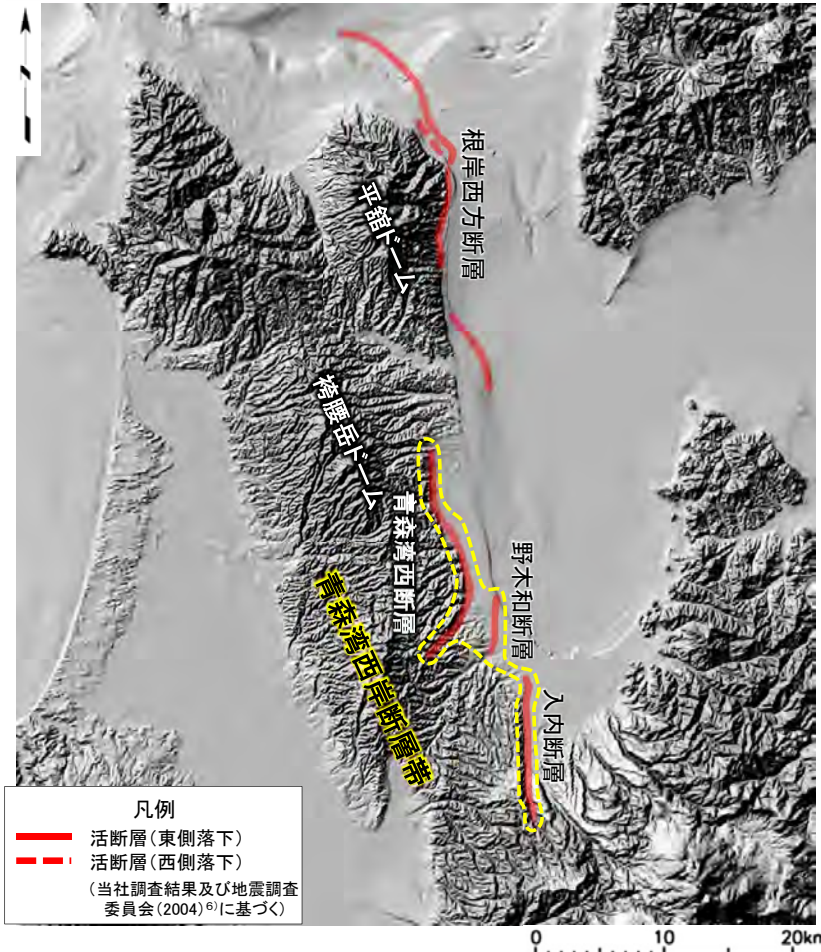 根岸西方断層
平舘ドーム
袴腰岳ドーム
青森湾西断層
野木和断層
青森湾西岸断層帯
入内断層
凡例
活断層(東側落下)
活断層(西側落下)
(当社調査結果及び地震調査
委員会(2004)⁶⁾に基づく)
0 10 20km